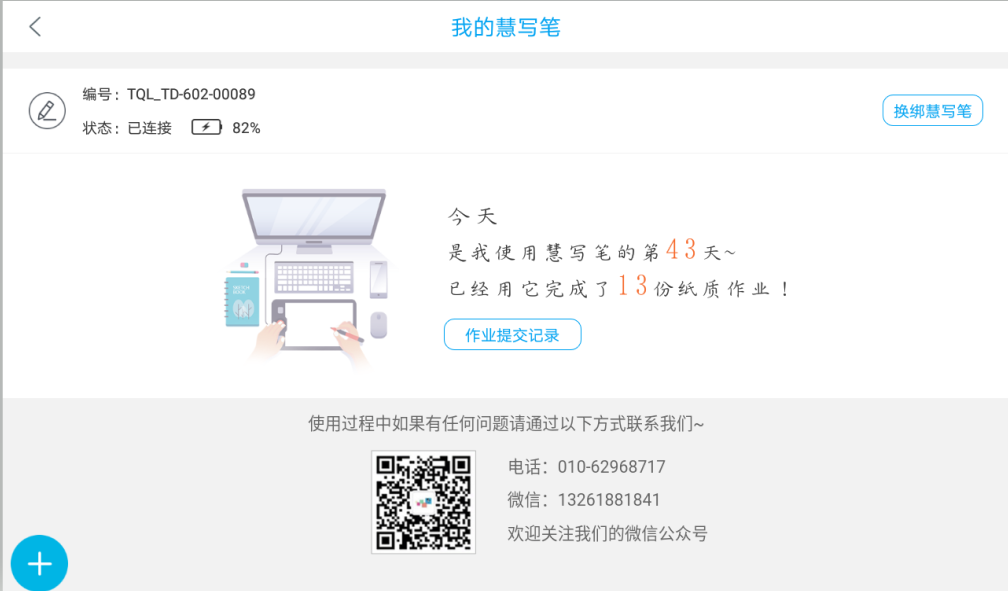 我的慧写笔
编号：TQL_TD-602-00089
状态：已连接 82%
换绑慧写笔
今天
是我使用慧写笔的第43天~
已经用它完成了13份纸质作业！
作业提交记录
使用过程中如果有任何问题请通过以下方式联系我们~
电话：010-62968717
微信：13261881841
欢迎关注我们的微信公众号